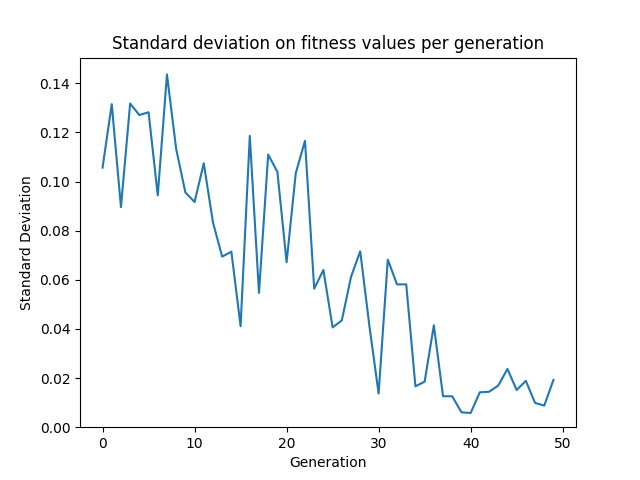 Standard deviation on fitness values per generation
Standard Deviation
0.14
0.12
0.10
0.08
0.06
0.04
0.02
0.00
0 10 20 30 40 50
Generation